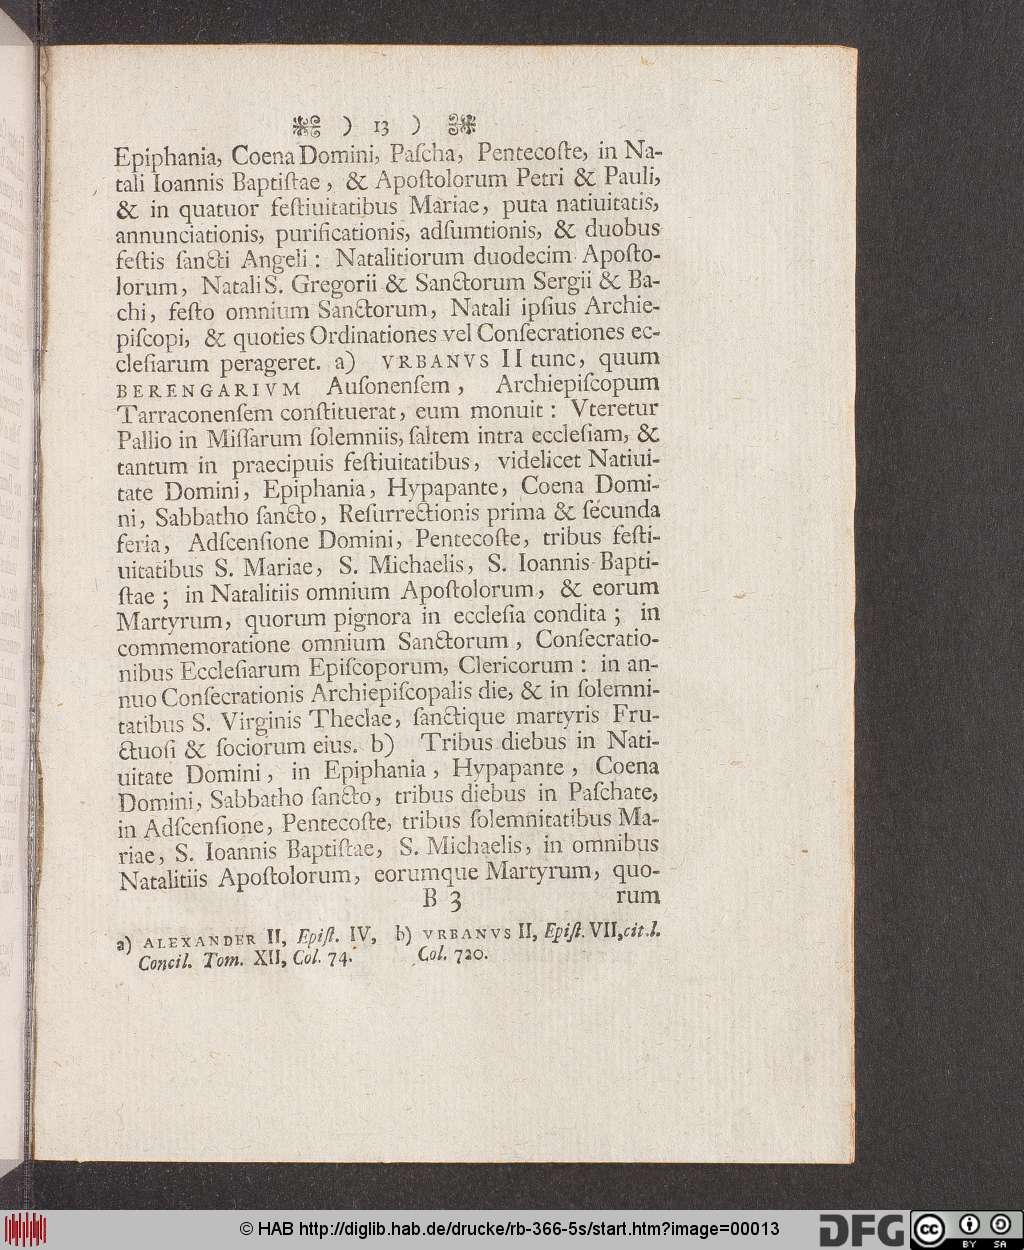 ) 13 (
Epiphania, Coena Domini, Paſcha, Pentecoſte, in Na-
tali Ioannis Baptiſtae, & Apoſtolorum Petri & Pauli,
& in quatuor feſtiuitatibus Mariae, puta natiuitatis,
annunciationis, purificationis, adſumtionis, & duobus
feſtis ſancti Angeli: Natalitiorum duodecim Apoſto-
lorum, Natali S. Gregorii & Sanctorum Sergii & Ba-
chi, feſto omnium Sanctorum, Natali ipſius Archie-
piſcopi, & quoties Ordinationes vel Conſecrationes ec-
cleſiarum perageret. a) VRBANVS II tunc, quum
BERENGARIVM Auſonenſem, Archiepiſcopum
Tarraconenſem conſtituerat, eum monuit: Vteretur
Pallio in Miſſarum ſolemniis, ſaltem intra eccleſiam, &
tantum in praecipuis feſtiuitatibus, videlicet Natiui-
tate Domini, Epiphania, Hypapante, Coena Domi-
ni, Sabbatho ſancto, Reſurrectionis prima & ſecunda
feria, Adſcenſione Domini, Pentecoſte, tribus feſti-
uitatibus S. Mariae, S. Michaelis, S. Ioannis Bapti-
ſtae; in Natalitiis omnium Apoſtolorum, & eorum
Martyrum, quorum pignora in eccleſia condita; in
commemoratione omnium Sanctorum, Conſecratio-
nibus Eccleſiarum Epiſcoporum, Clericorum: in an-
nuo Conſecrationis Archiepiſcopalis die, & in ſolemni-
tatibus S. Virginis Theclae, ſanctique martyris Fru-
ctuoſi & ſociorum eius. b) Tribus diebus in Nati-
uitate Domini, in Epiphania, Hypapante, Coena
Domini, Sabbatho ſancto, tribus diebus in Paſchate,
in Adſcenſione, Pentecoſte, tribus ſolemnitatibus Ma-
riae, S. Ioannis Baptiſtae, S. Michaelis, in omnibus
Natalitiis Apoſtolorum, eorumque Martyrum, quo-
B 3 rum
a) ALEXANDER II, Epiſt. IV,
Concil. Tom. XII, Col. 74.
b) VRBANVS II, Epiſt. VII, cit. l.
Col. 720.
© HAB http://diglib.hab.de/drucke/rb-366-5s/start.htm?image=00013
DFG
cc BY SA